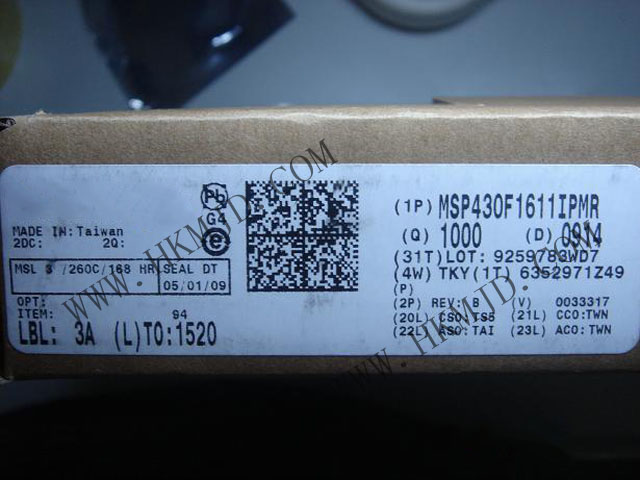 Pb
G4
e
MADE IN: Taiwan
2DC: 2Q:
MSL 3 /260C/168 HR SEAL DT
05/01/09
OPT:
ITEM: 94
LBL: 3A (L)TO:1520
(1P) MSP430F1611IPMR
(Q) 1000 (D) 0914
(31T)LOT: 9259783WD7
(4W) TKY(1T) 6352971Z49
(P)
(2P) REV: (V) 0033317
(20L) CSO:TS5 (21L) CCO:TWN
(22L) ASO:TAI (23L) ACO:TWN
WWW.HKMJD.COM
WWW.HKMJD.COM